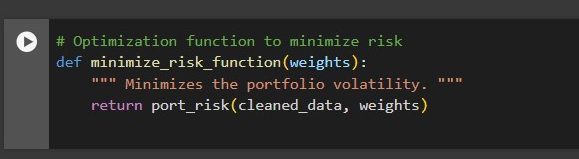 # Optimization function to minimize risk
def minimize_risk_function(weights):
    """ Minimizes the portfolio volatility. """
    return port_risk(cleaned_data, weights)